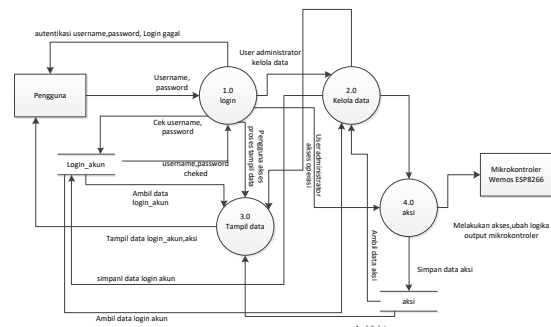 autentikasi username,password, Login gagal
User administrator
kelola data
Username,
password
Pengguna
1.0
login
2.0
Kelola data
Cek username,
password
Login_akun
username,password
cheked
Pengguna akses
proses tampil data
User administrator
akses operasi
Mikrokontroler
Wemos ESP8266
4.0
aksi
Ambil data
login_akun
3.0
Tampil data
Melakukan akses,ubah logika
output mikrokontroler
Tampil data login_akun,aksi
Ambil data aksi
Simpan data aksi
simpanl data login akun
aksi
Ambil data login akun